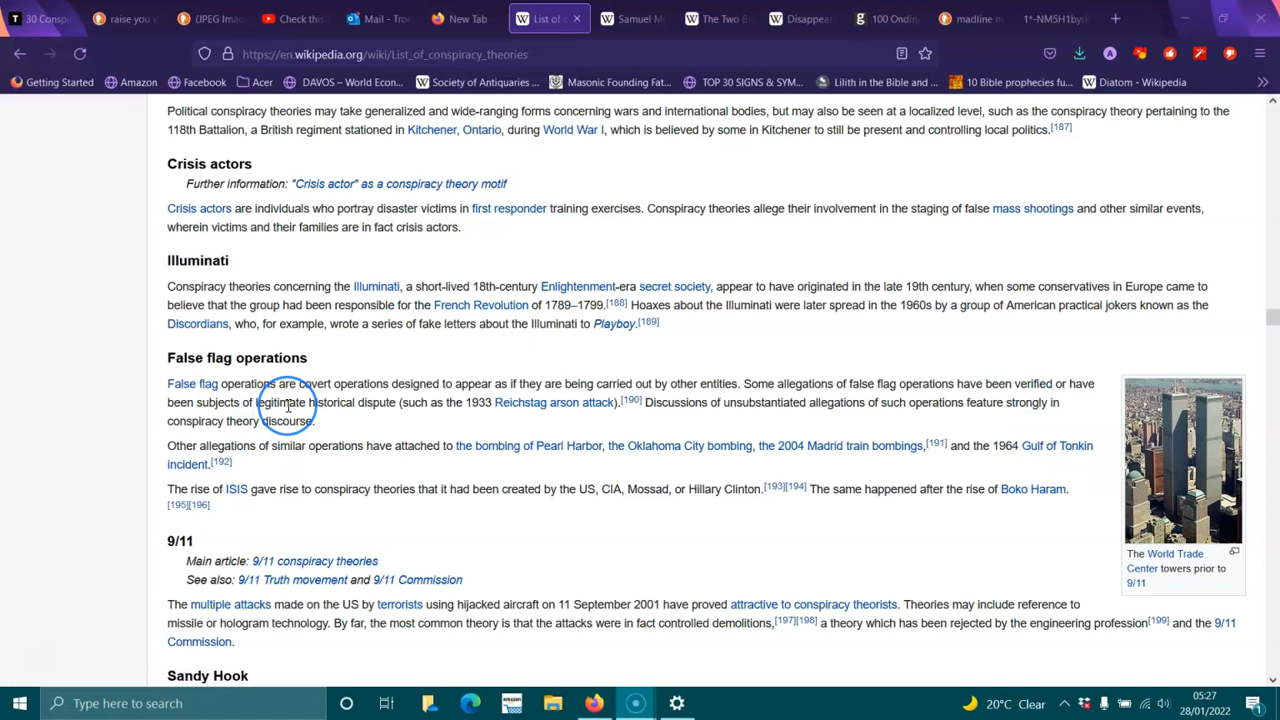 30 Consp
raise you v
(JPEG Ima
Check this
Mail - Tro
New Tab
List of c
Samuel M
The Two B
Disappear
100 Ondin
madline m
1*-NM5H1by
https://en.wikipedia.org/wiki/List_of_conspiracy_theories
Getting Started
Amazon
Facebook
Acer
DAVOS – World Econ...
Society of Antiquaries ...
Masonic Founding Fat...
TOP 30 SIGNS & SYM...
Lilith in the Bible and ...
10 Bible prophecies fu...
Diatom - Wikipedia
Political conspiracy theories may take generalized and wide-ranging forms concerning wars and international bodies, but may also be seen at a localized level, such as the conspiracy theory pertaining to the
118th Battalion, a British regiment stationed in Kitchener, Ontario, during World War I, which is believed by some in Kitchener to still be present and controlling local politics.[187]
Crisis actors
Further information: "Crisis actor" as a conspiracy theory motif
Crisis actors are individuals who portray disaster victims in first responder training exercises. Conspiracy theories allege their involvement in the staging of false mass shootings and other similar events,
wherein victims and their families are in fact crisis actors.
Illuminati
Conspiracy theories concerning the Illuminati, a short-lived 18th-century Enlightenment-era secret society, appear to have originated in the late 19th century, when some conservatives in Europe came to
believe that the group had been responsible for the French Revolution of 1789–1799.[188] Hoaxes about the Illuminati were later spread in the 1960s by a group of American practical jokers known as the
Discordians, who, for example, wrote a series of fake letters about the Illuminati to Playboy.[189]
False flag operations
False flag operations are covert operations designed to appear as if they are being carried out by other entities. Some allegations of false flag operations have been verified or have
been subjects of legitimate historical dispute (such as the 1933 Reichstag arson attack).[190] Discussions of unsubstantiated allegations of such operations feature strongly in
conspiracy theory discourse.
Other allegations of similar operations have attached to the bombing of Pearl Harbor, the Oklahoma City bombing, the 2004 Madrid train bombings,[191] and the 1964 Gulf of Tonkin
incident.[192]
The rise of ISIS gave rise to conspiracy theories that it had been created by the US, CIA, Mossad, or Hillary Clinton.[193][194] The same happened after the rise of Boko Haram.
[195][196]
The World Trade
Center towers prior to
9/11
9/11
Main article: 9/11 conspiracy theories
See also: 9/11 Truth movement and 9/11 Commission
The multiple attacks made on the US by terrorists using hijacked aircraft on 11 September 2001 have proved attractive to conspiracy theorists. Theories may include reference to
missile or hologram technology. By far, the most common theory is that the attacks were in fact controlled demolitions,[197][198] a theory which has been rejected by the engineering profession[199] and the 9/11
Commission.
Sandy Hook
Type here to search
20°C Clear
05:27
28/01/2022